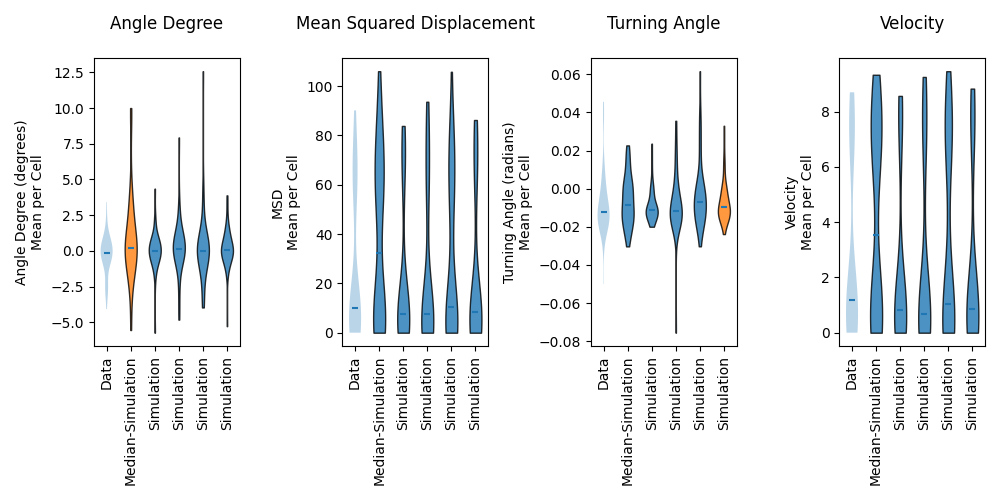 Angle Degree
Mean Squared Displacement
Turning Angle
Velocity
Angle Degree (degrees)
Mean per Cell
12.5
10.0
7.5
5.0
2.5
0.0
−2.5
−5.0
Data
Median-Simulation
Simulation
Simulation
Simulation
Simulation
MSD
Mean per Cell
100
80
60
40
20
0
Data
Median-Simulation
Simulation
Simulation
Simulation
Simulation
Turning Angle (radians)
Mean per Cell
0.06
0.04
0.02
0.00
−0.02
−0.04
−0.06
−0.08
Data
Median-Simulation
Simulation
Simulation
Simulation
Simulation
Velocity
Mean per Cell
8
6
4
2
0
Data
Median-Simulation
Simulation
Simulation
Simulation
Simulation